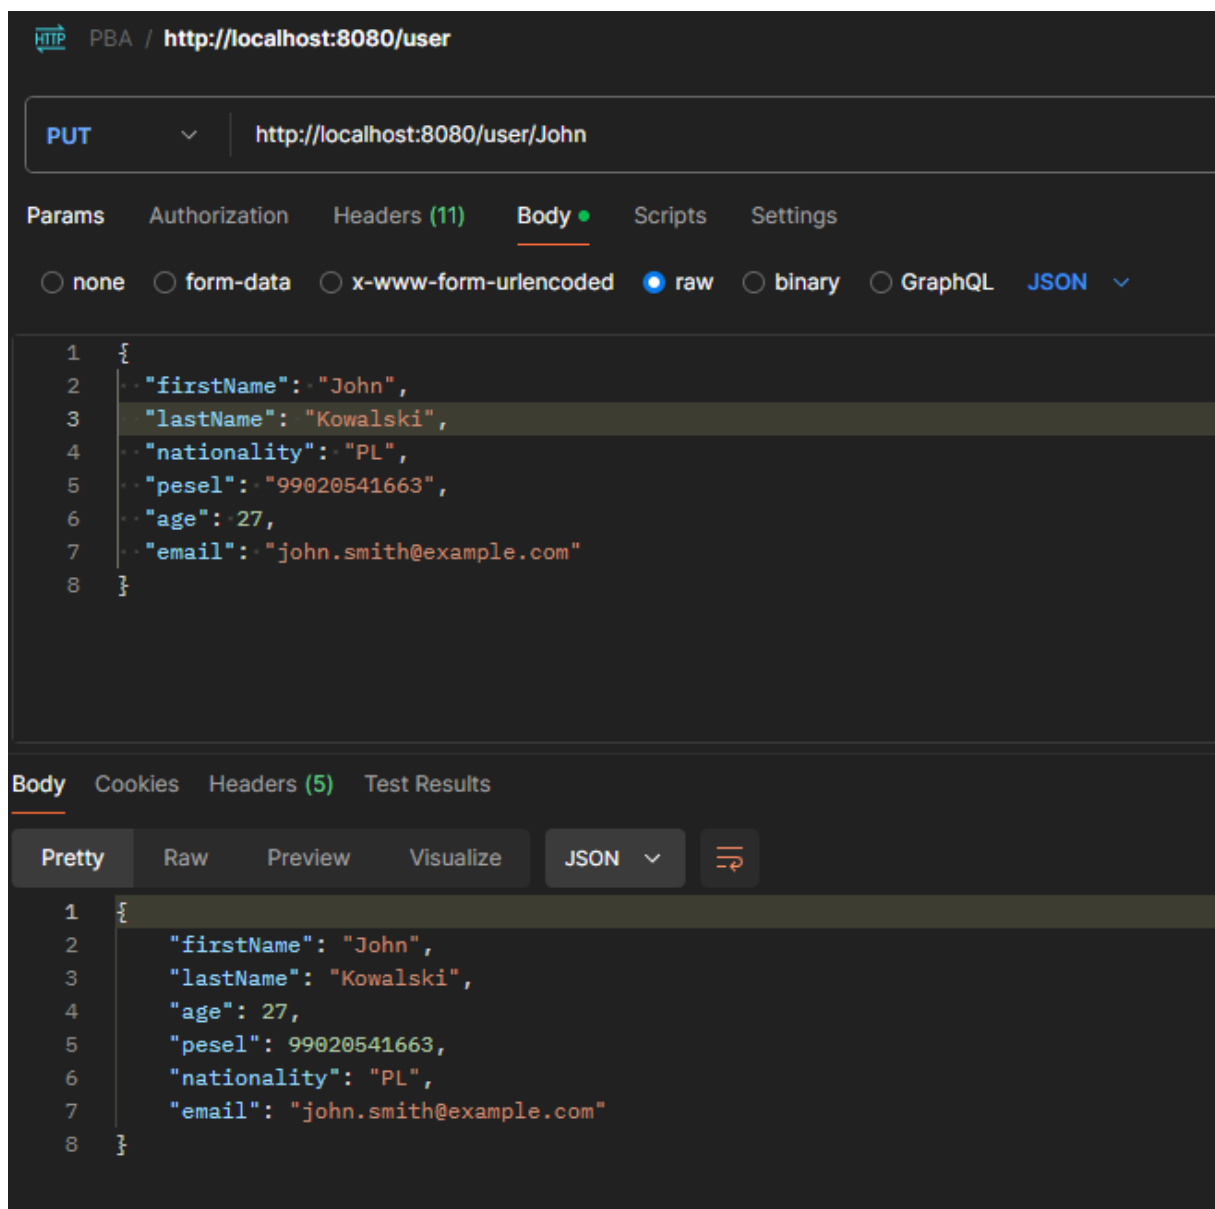 HTTP PBA / http://localhost:8080/user
PUT http://localhost:8080/user/John
Params Authorization Headers (11) Body Scripts Settings
none form-data x-www-form-urlencoded raw binary GraphQL JSON
1 {
2 "firstName": "John",
3 "lastName": "Kowalski",
4 "nationality": "PL",
5 "pesel": "99020541663",
6 "age": 27,
7 "email": "john.smith@example.com"
8 }
Body Cookies Headers (5) Test Results
Pretty Raw Preview Visualize JSON
1 {
2 "firstName": "John",
3 "lastName": "Kowalski",
4 "age": 27,
5 "pesel": 99020541663,
6 "nationality": "PL",
7 "email": "john.smith@example.com"
8 }